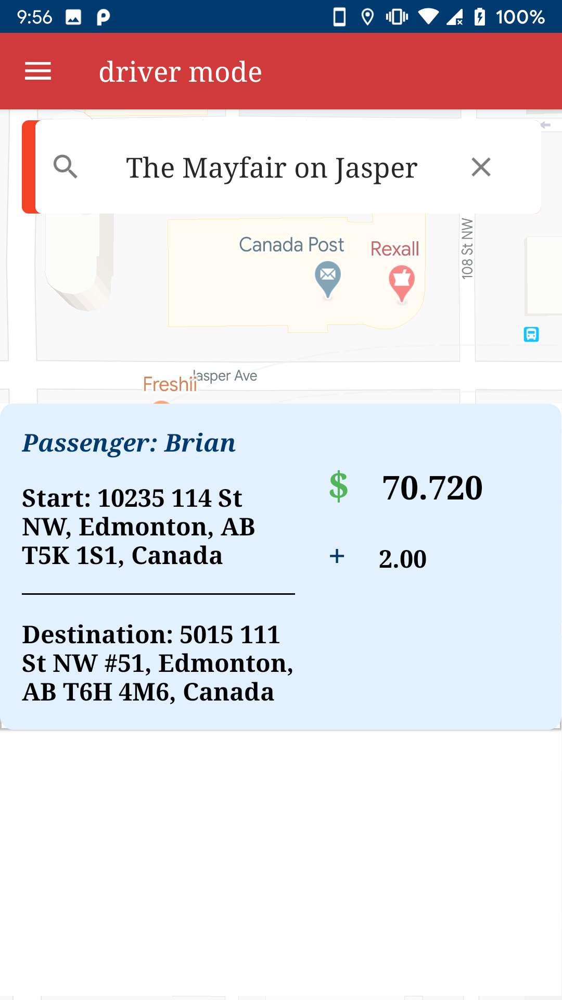 9:56
100%
driver mode
The Mayfair on Jasper
Canada Post
Rexall
108 St NW
Jasper Ave
Freshii
Passenger: Brian
Start: 10235 114 St
NW, Edmonton, AB
T5K 1S1, Canada
$ 70.720
+ 2.00
Destination: 5015 111
St NW #51, Edmonton,
AB T6H 4M6, Canada